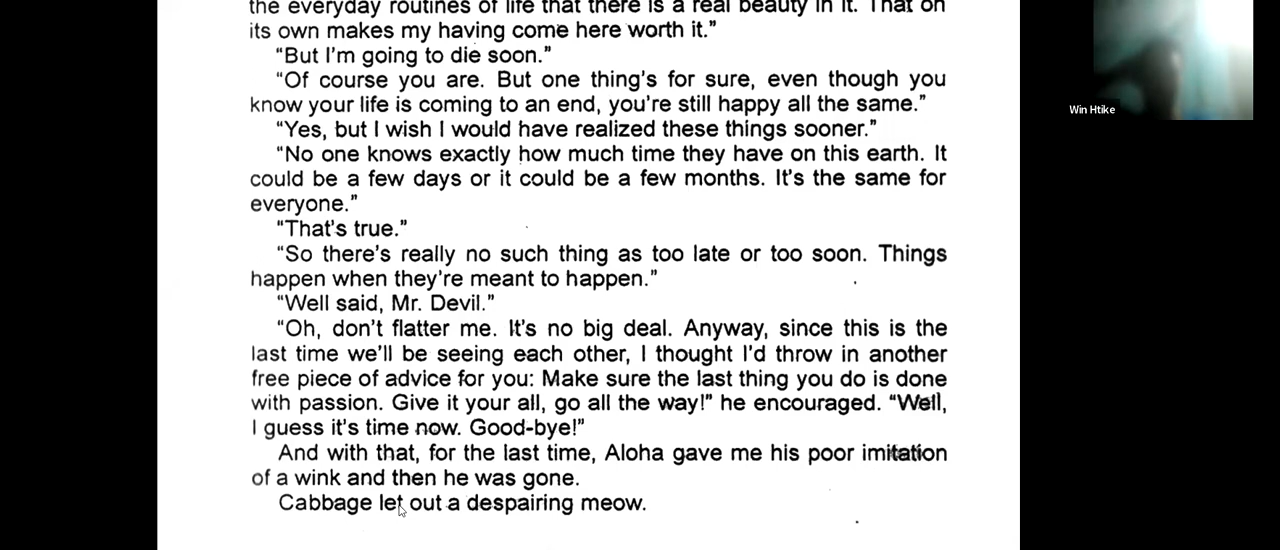 the everyday routines of life that there is a real beauty in it. That on
its own makes my having come here worth it.”
“But I’m going to die soon.”
“Of course you are. But one thing’s for sure, even though you
know your life is coming to an end, you’re still happy all the same.”
“Yes, but I wish I would have realized these things sooner.”
“No one knows exactly how much time they have on this earth. It
could be a few days or it could be a few months. It’s the same for
everyone.”
“That’s true.”
“So there’s really no such thing as too late or too soon. Things
happen when they’re meant to happen.”
“Well said, Mr. Devil.”
“Oh, don’t flatter me. It’s no big deal. Anyway, since this is the
last time we’ll be seeing each other, I thought I’d throw in another
free piece of advice for you: Make sure the last thing you do is done
with passion. Give it your all, go all the way!” he encouraged. “Well,
I guess it’s time now. Good-bye!”
And with that, for the last time, Aloha gave me his poor imitation
of a wink and then he was gone.
Cabbage let out a despairing meow.
Win Htike